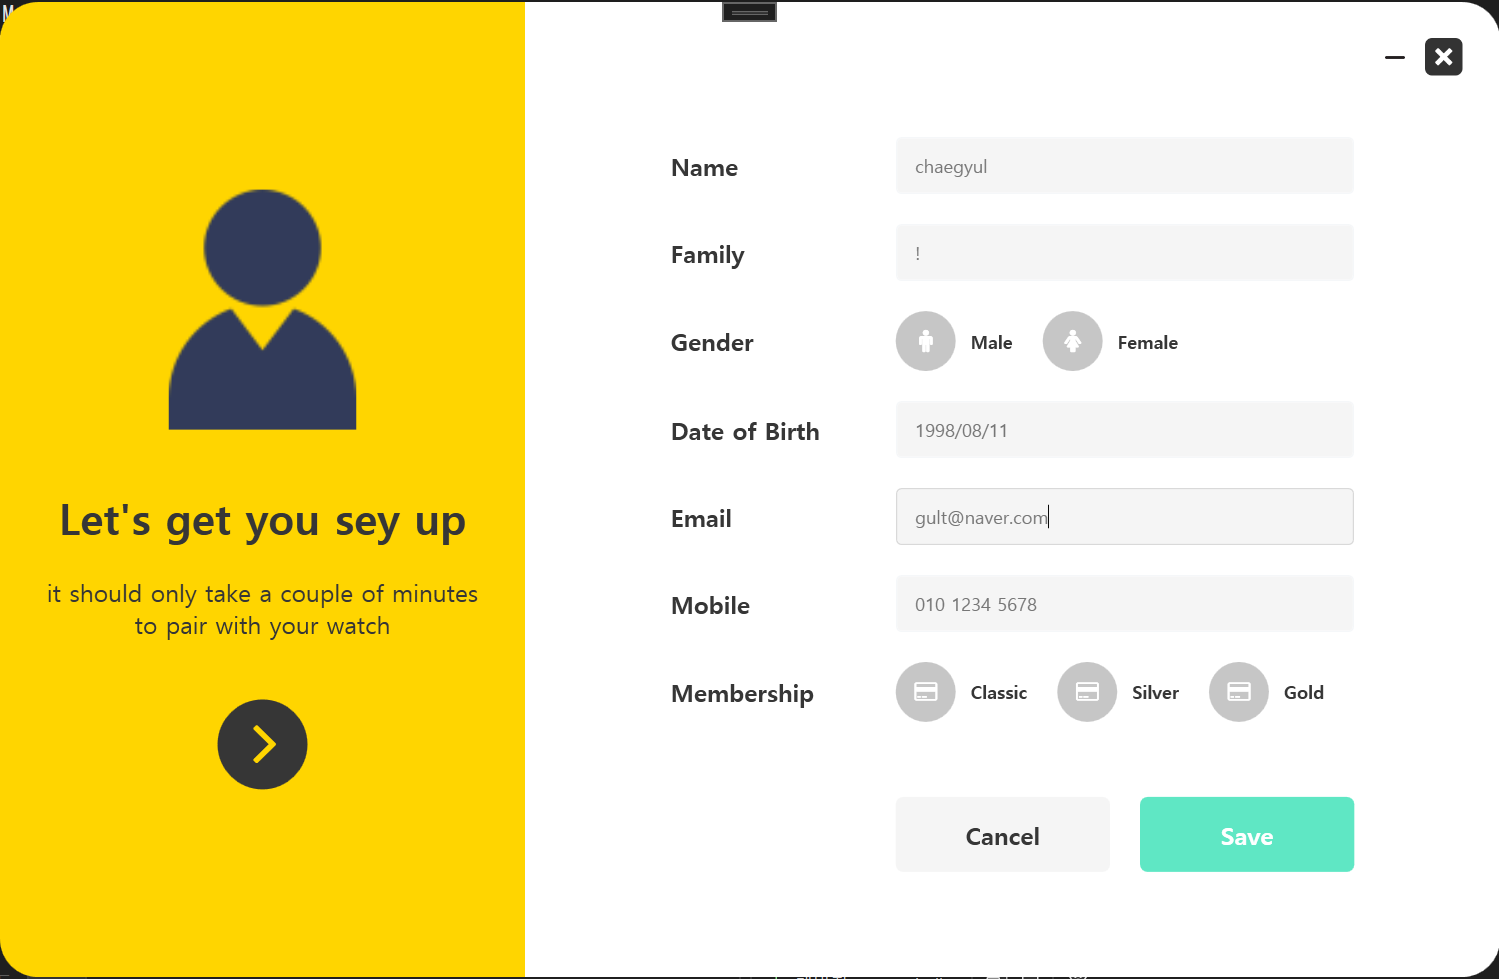 Let's get you sey up
it should only take a couple of minutes
to pair with your watch
Name
chaegyul
Family
!
Gender
Male
Female
Date of Birth
1998/08/11
Email
gult@naver.com
Mobile
010 1234 5678
Membership
Classic
Silver
Gold
Cancel
Save